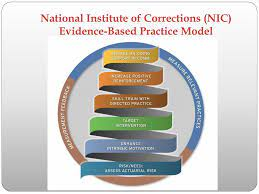 National Institute of Corrections (NIC)
Evidence-Based Practice Model
INCREASE POSITIVE
REINFORCEMENT
SKILL TRAIN WITH
DIRECTED PRACTICE
TARGET
INTERVENTION
ENHANCE
INTRINSIC MOTIVATION
RISK/NEED:
ASSESS ACTUARIAL RISK
MEASUREMENT FEEDBACK
MEASURE RELEVANT PRACTICES